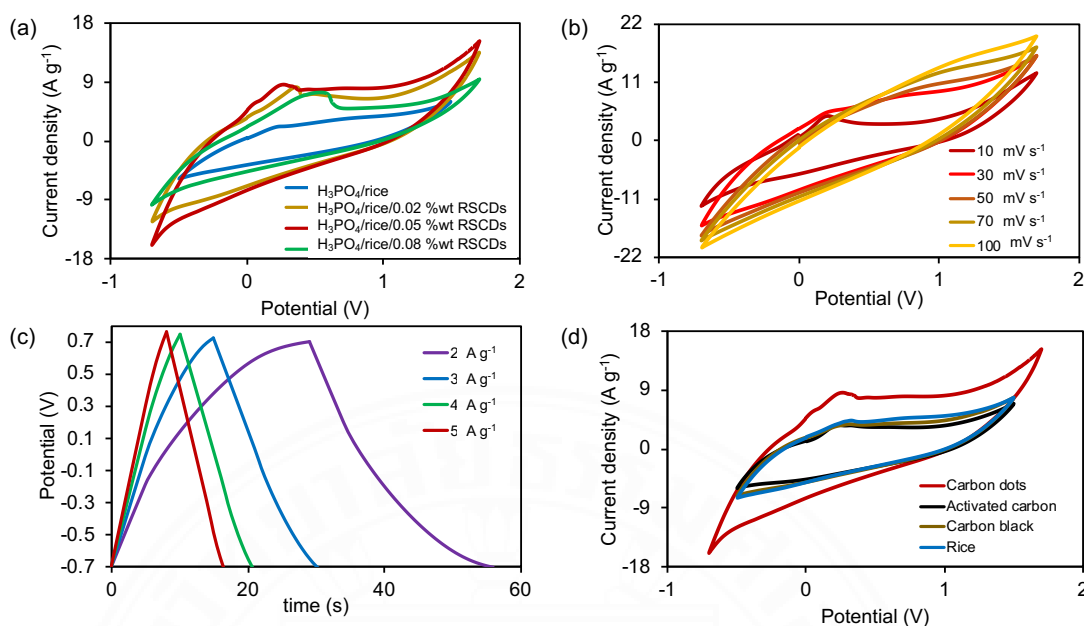 (a)
Current density (A g⁻¹)
18
9
0
-9
-18
-1
0
1
2
Potential (V)
H₃PO₄/rice
H₃PO₄/rice/0.02 %wt RSCDs
H₃PO₄/rice/0.05 %wt RSCDs
H₃PO₄/rice/0.08 %wt RSCDs
(b)
Current density (A g⁻¹)
22
11
0
-11
-22
-1
0
1
2
Potential (V)
10 mV s⁻¹
30 mV s⁻¹
50 mV s⁻¹
70 mV s⁻¹
100 mV s⁻¹
(c)
Potential (V)
0.7
0.3
0.1
-0.1
-0.3
-0.5
-0.7
0
20
40
60
time (s)
2 A g⁻¹
3 A g⁻¹
4 A g⁻¹
5 A g⁻¹
(d)
Current density (A g⁻¹)
18
9
0
-9
-18
-1
0
1
2
Potential (V)
Carbon dots
Activated carbon
Carbon black
Rice